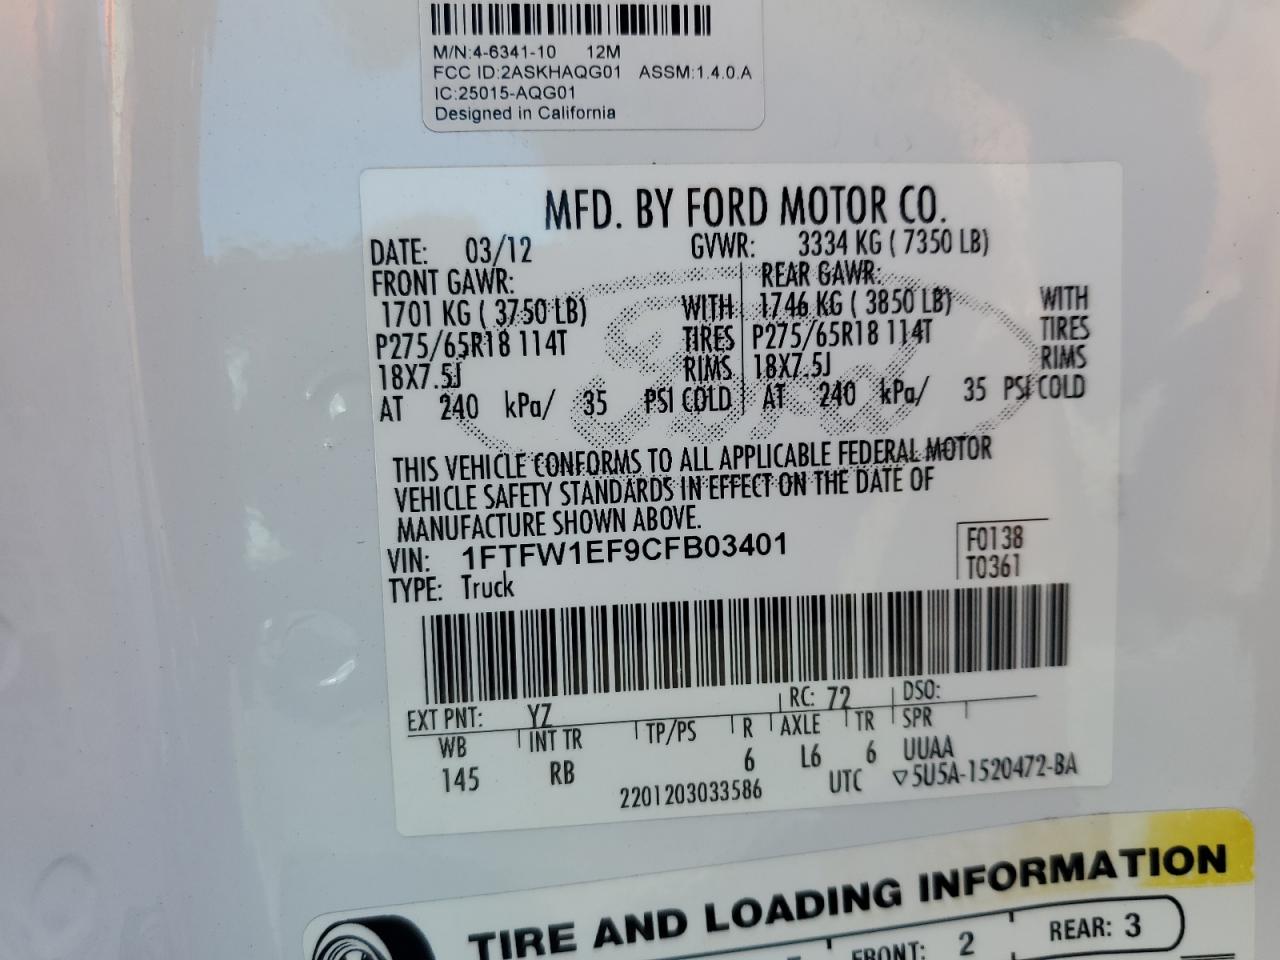 M/N:4-6341-10 12M
FCC ID:2ASKHAQG01 ASSM:1.4.0.A
IC:25015-AQG01
Designed in California
MFD. BY FORD MOTOR CO.
DATE: 03/12 GVWR: 3334 KG ( 7350 LB)
FRONT GAWR: REAR GAWR:
1701 KG ( 3750 LB) WITH 1746 KG ( 3850 LB) WITH
P275/65R18 114T TIRES P275/65R18 114T TIRES
18X7.5J RIMS 18X7.5J RIMS
AT 240 kPa/ 35 PSI COLD AT 240 kPa/ 35 PSI COLD
Ford
THIS VEHICLE CONFORMS TO ALL APPLICABLE FEDERAL MOTOR
VEHICLE SAFETY STANDARDS IN EFFECT ON THE DATE OF
MANUFACTURE SHOWN ABOVE.
VIN: 1FTFW1EF9CFB03401 F0138
TYPE: Truck T0361
EXT PNT: YZ RC: 72 DSO:
WB INT TR TP/PS R AXLE TR SPR
145 RB 6 L6 6 UUAA
2201203033586 UTC ▽5U5A-1520472-BA
TIRE AND LOADING INFORMATION
FRONT: 2 REAR: 3